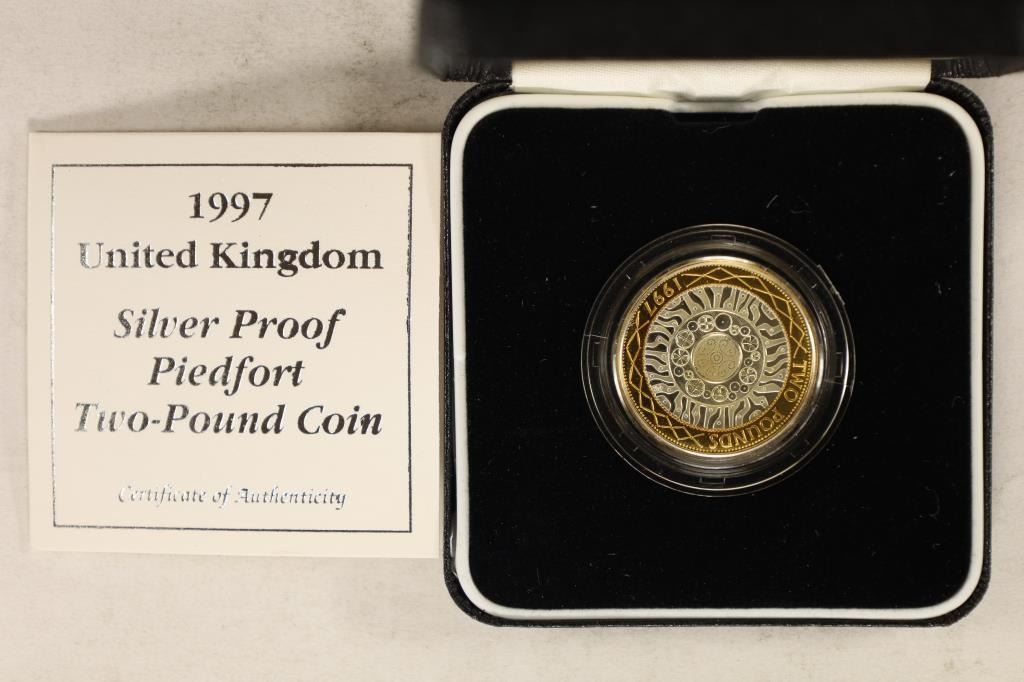 1997
United Kingdom
Silver Proof
Piedfort
Two-Pound Coin
Certificate of Authenticity
1997
TWO POUNDS